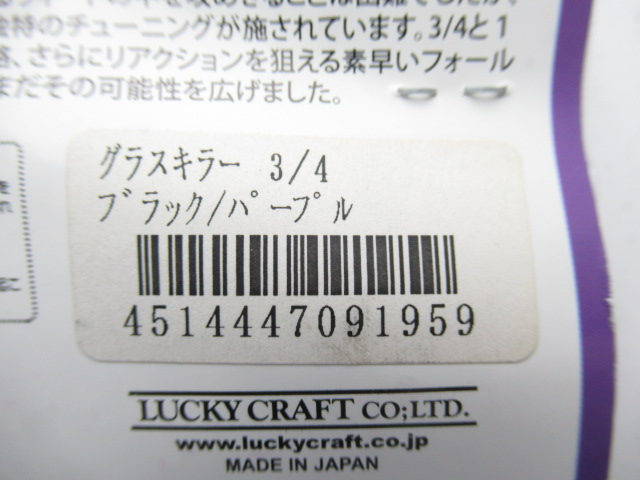 のチューニングが施されています。3/4と1
、さらにリアクションを狙える素早いフォール
まだその可能性を広げました。
ｸﾞﾗｽｷﾗｰ 3/4
ﾌﾞﾗｯｸ/ﾊﾟｰﾌﾟﾙ
4514447091959
LUCKY CRAFT CO;LTD.
www.luckycraft.co.jp
MADE IN JAPAN